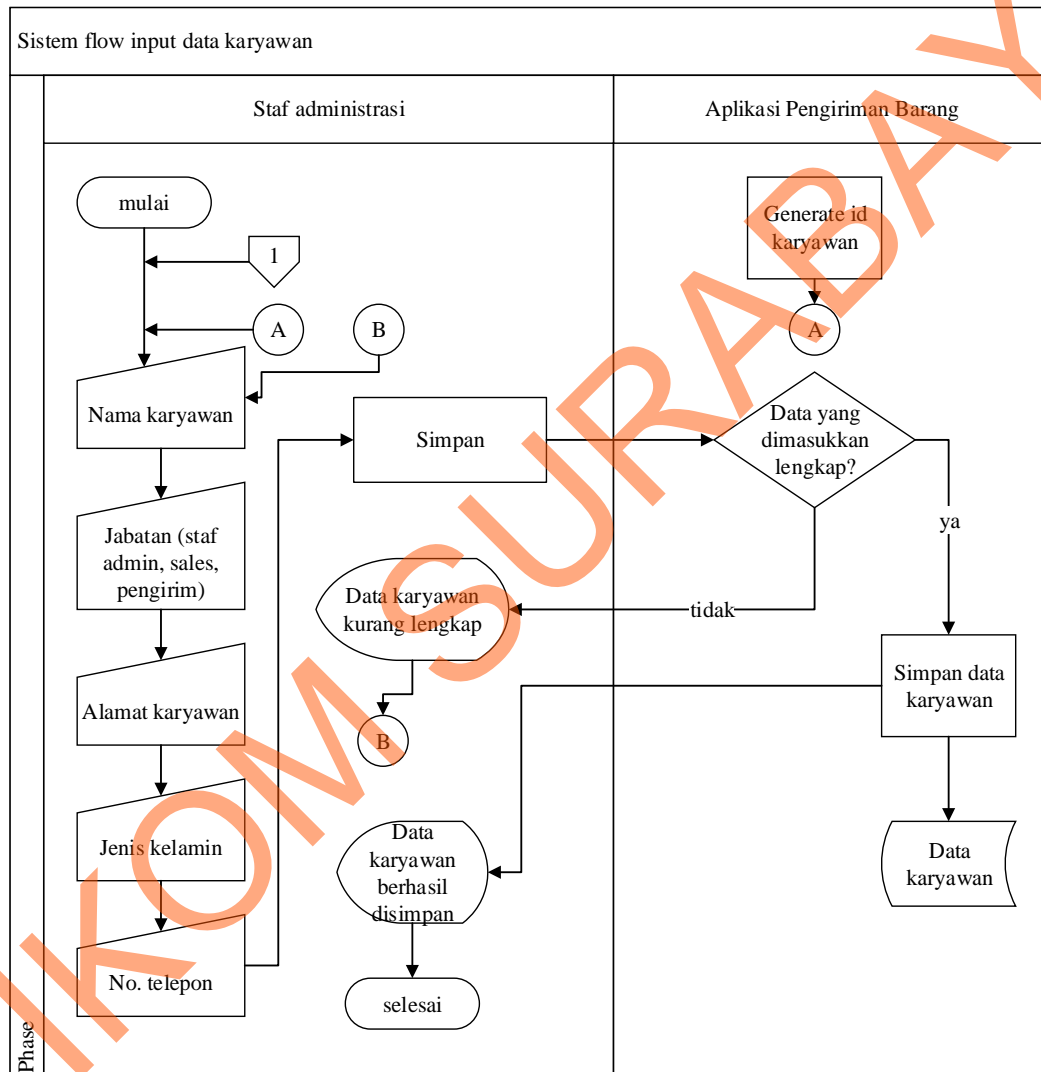 Sistem flow input data karyawan
Staf administrasi
Aplikasi Pengiriman Barang
Phase
mulai
1
A
B
Nama karyawan
Jabatan (staf
admin, sales,
pengirim)
Alamat karyawan
Jenis kelamin
No. telepon
Simpan
Data karyawan
kurang lengkap
B
Data
karyawan
berhasil
disimpan
selesai
Generate id
karyawan
A
Data yang
dimasukkan
lengkap?
ya
tidak
Simpan data
karyawan
Data
karyawan
IKOM SURABAY